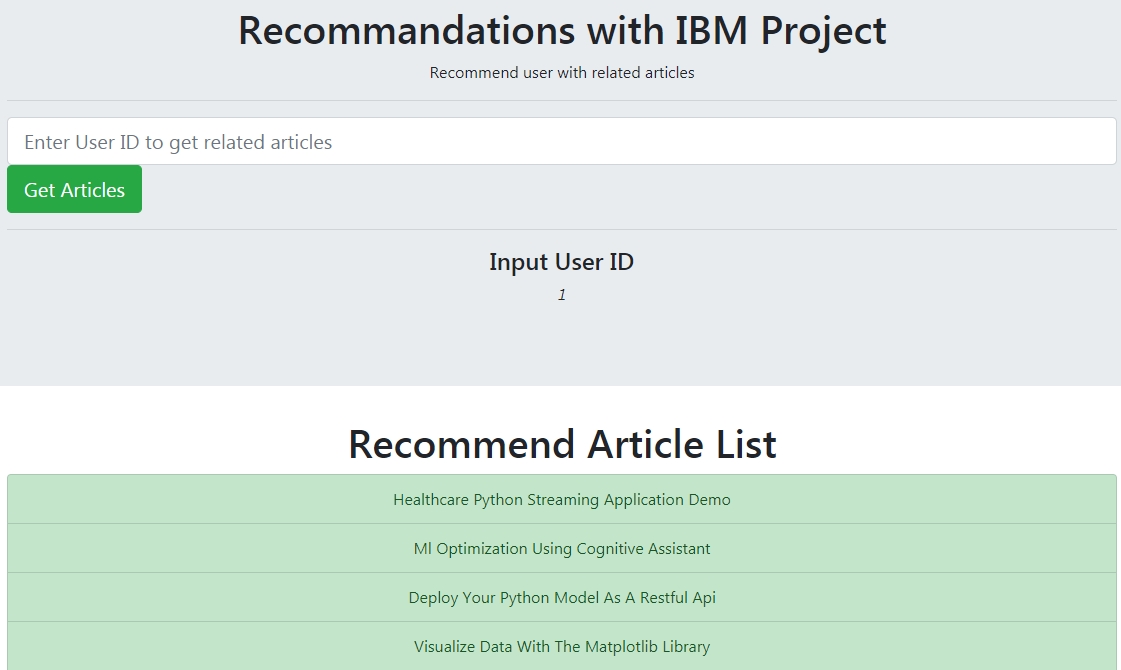 Recommandations with IBM Project
Recommend user with related articles
Enter User ID to get related articles
Get Articles
Input User ID
1
Recommend Article List
Healthcare Python Streaming Application Demo
Ml Optimization Using Cognitive Assistant
Deploy Your Python Model As A Restful Api
Visualize Data With The Matplotlib Library